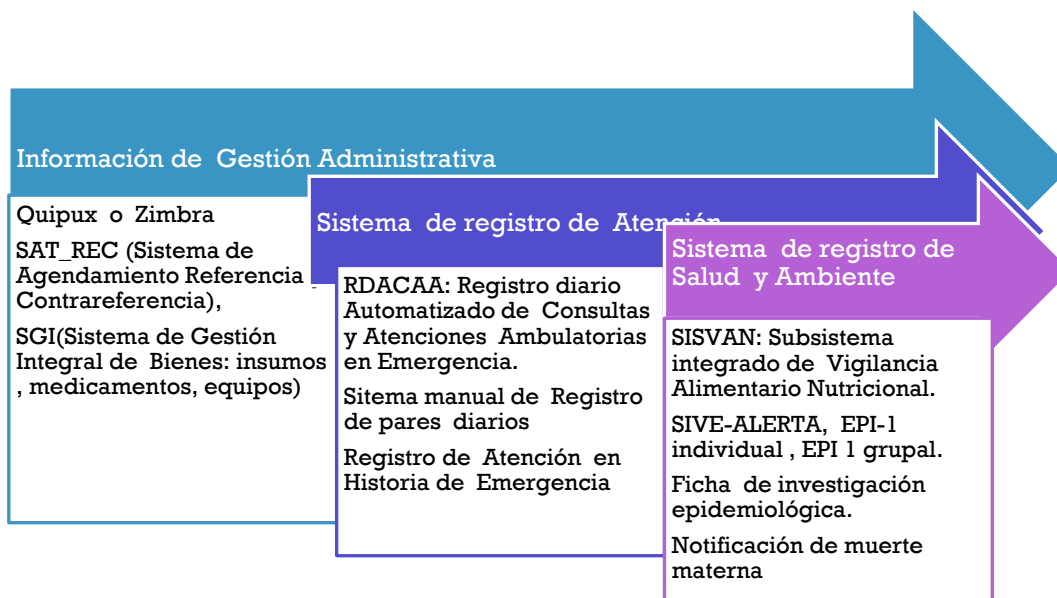 Información de Gestión Administrativa
Quipux o Zimbra
SAT_REC (Sistema de
Agendamiento Referencia
Contrareferencia),
SGI(Sistema de Gestión
Integral de Bienes: insumos
, medicamentos, equipos)
Sistema de registro de Atención
RDACAA: Registro diario
Automatizado de Consultas
y Atenciones Ambulatorias
en Emergencia.
Sitema manual de Registro
de pares diarios
Registro de Atención en
Historia de Emergencia
Sistema de registro de
Salud y Ambiente
SISVAN: Subsistema
integrado de Vigilancia
Alimentario Nutricional.
SIVE-ALERTA, EPI-1
individual , EPI 1 grupal.
Ficha de investigación
epidemiológica.
Notificación de muerte
materna